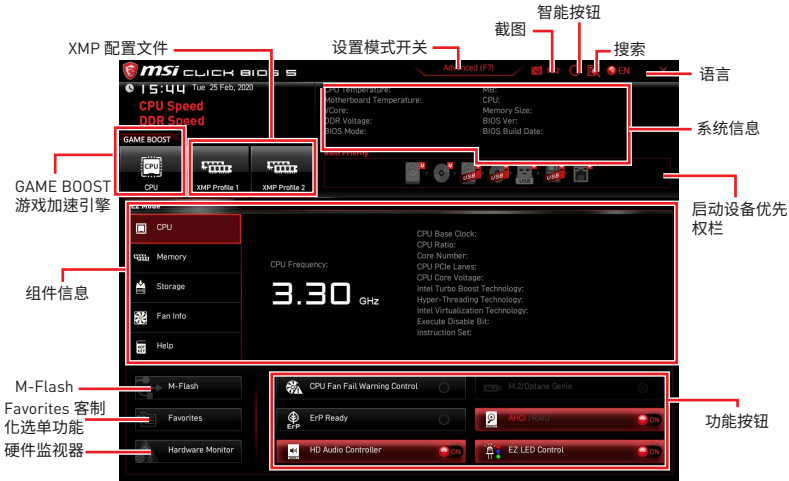 智能按钮
截图
XMP 配置文件
设置模式开关
搜索
msi CLICK BIOS 5
Advanced (F7)
F12
EN
X
语言
15:44 Tue 25 Feb, 2020
CPU Speed
DDR Speed
CPU Temperature:
Motherboard Temperature:
VCore:
DDR Voltage:
BIOS Mode:
MB:
CPU:
Memory Size:
BIOS Ver:
BIOS Build Date:
系统信息
GAME BOOST
CPU
CPU
XMP Profile 1
XMP Profile 2
Boot Priority
U
U
U
USB
U
USB
U
USB
U
USB
U
GAME BOOST
游戏加速引擎
启动设备优先
权栏
EZ Mode
CPU
Memory
Storage
Fan Info
Help
组件信息
CPU Frequency:
3.30 GHz
CPU Base Clock:
CPU Ratio:
Core Number:
CPU PCIe Lanes:
CPU Core Voltage:
Intel Turbo Boost Technology:
Hyper-Threading Technology:
Intel Virtualization Technology:
Execute Disable Bit:
Instruction Set:
M-Flash
M-Flash
CPU Fan Fail Warning Control
M.2/Optane Genie
Favorites 客制
化选单功能
Favorites
ErP
ErP Ready
AHCI /RAID
ON
功能按钮
硬件监视器
Hardware Monitor
HD Audio Controller
ON
EZ LED Control
ON